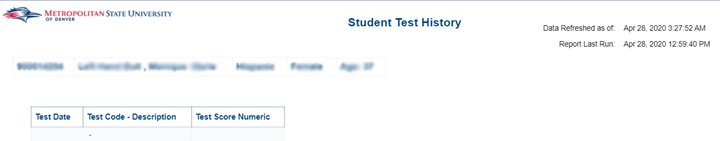 METROPOLITAN STATE UNIVERSITY
OF DENVER
Student Test History
Data Refreshed as of: Apr 28, 2020 3:27:52 AM
Report Last Run: Apr 28, 2020 12:59:40 PM
Test Date Test Code - Description Test Score Numeric
-